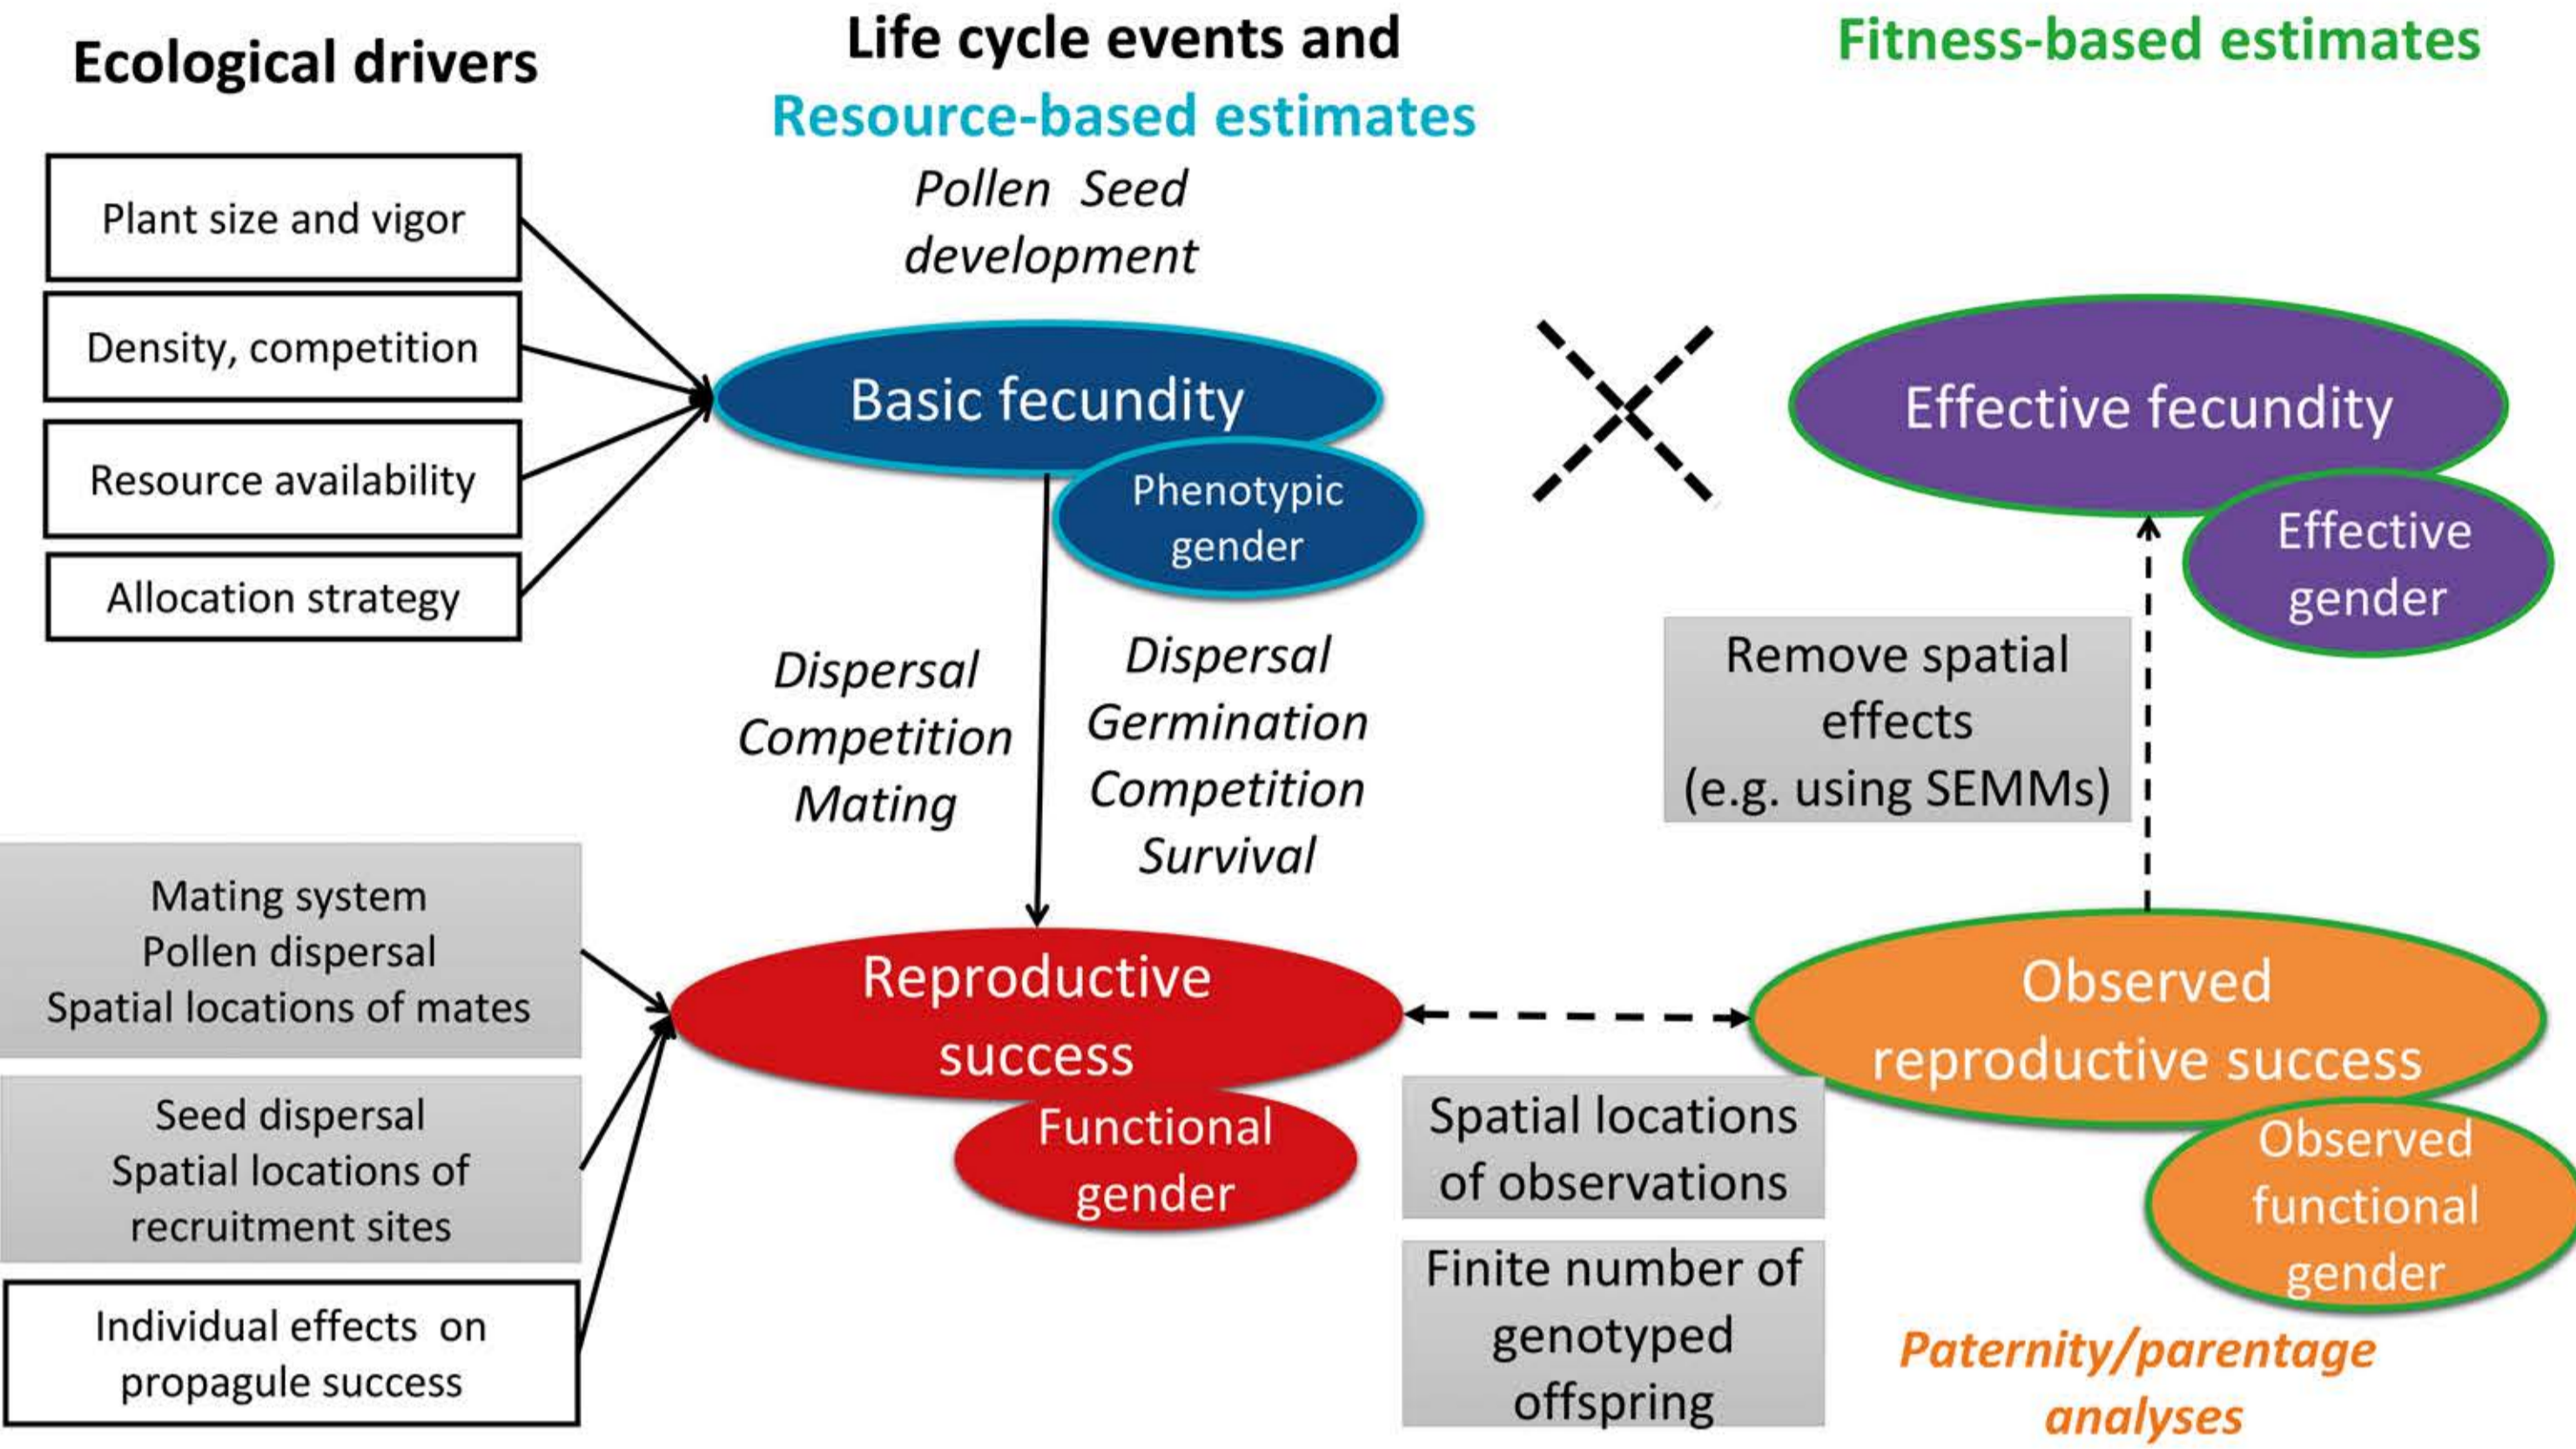 Ecological drivers
Life cycle events and
Resource-based estimates
Fitness-based estimates
Pollen  Seed
development
Plant size and vigor
Density, competition
Resource availability
Allocation strategy
Basic fecundity
Phenotypic
gender
Effective fecundity
Effective
gender
Dispersal
Competition
Mating
Dispersal
Germination
Competition
Survival
Remove spatial
effects
(e.g. using SEMMs)
Mating system
Pollen dispersal
Spatial locations of mates
Seed dispersal
Spatial locations of
recruitment sites
Individual effects  on
propagule success
Reproductive
success
Functional
gender
Observed
reproductive success
Observed
functional
gender
Spatial locations
of observations
Finite number of
genotyped
offspring
Paternity/parentage
analyses